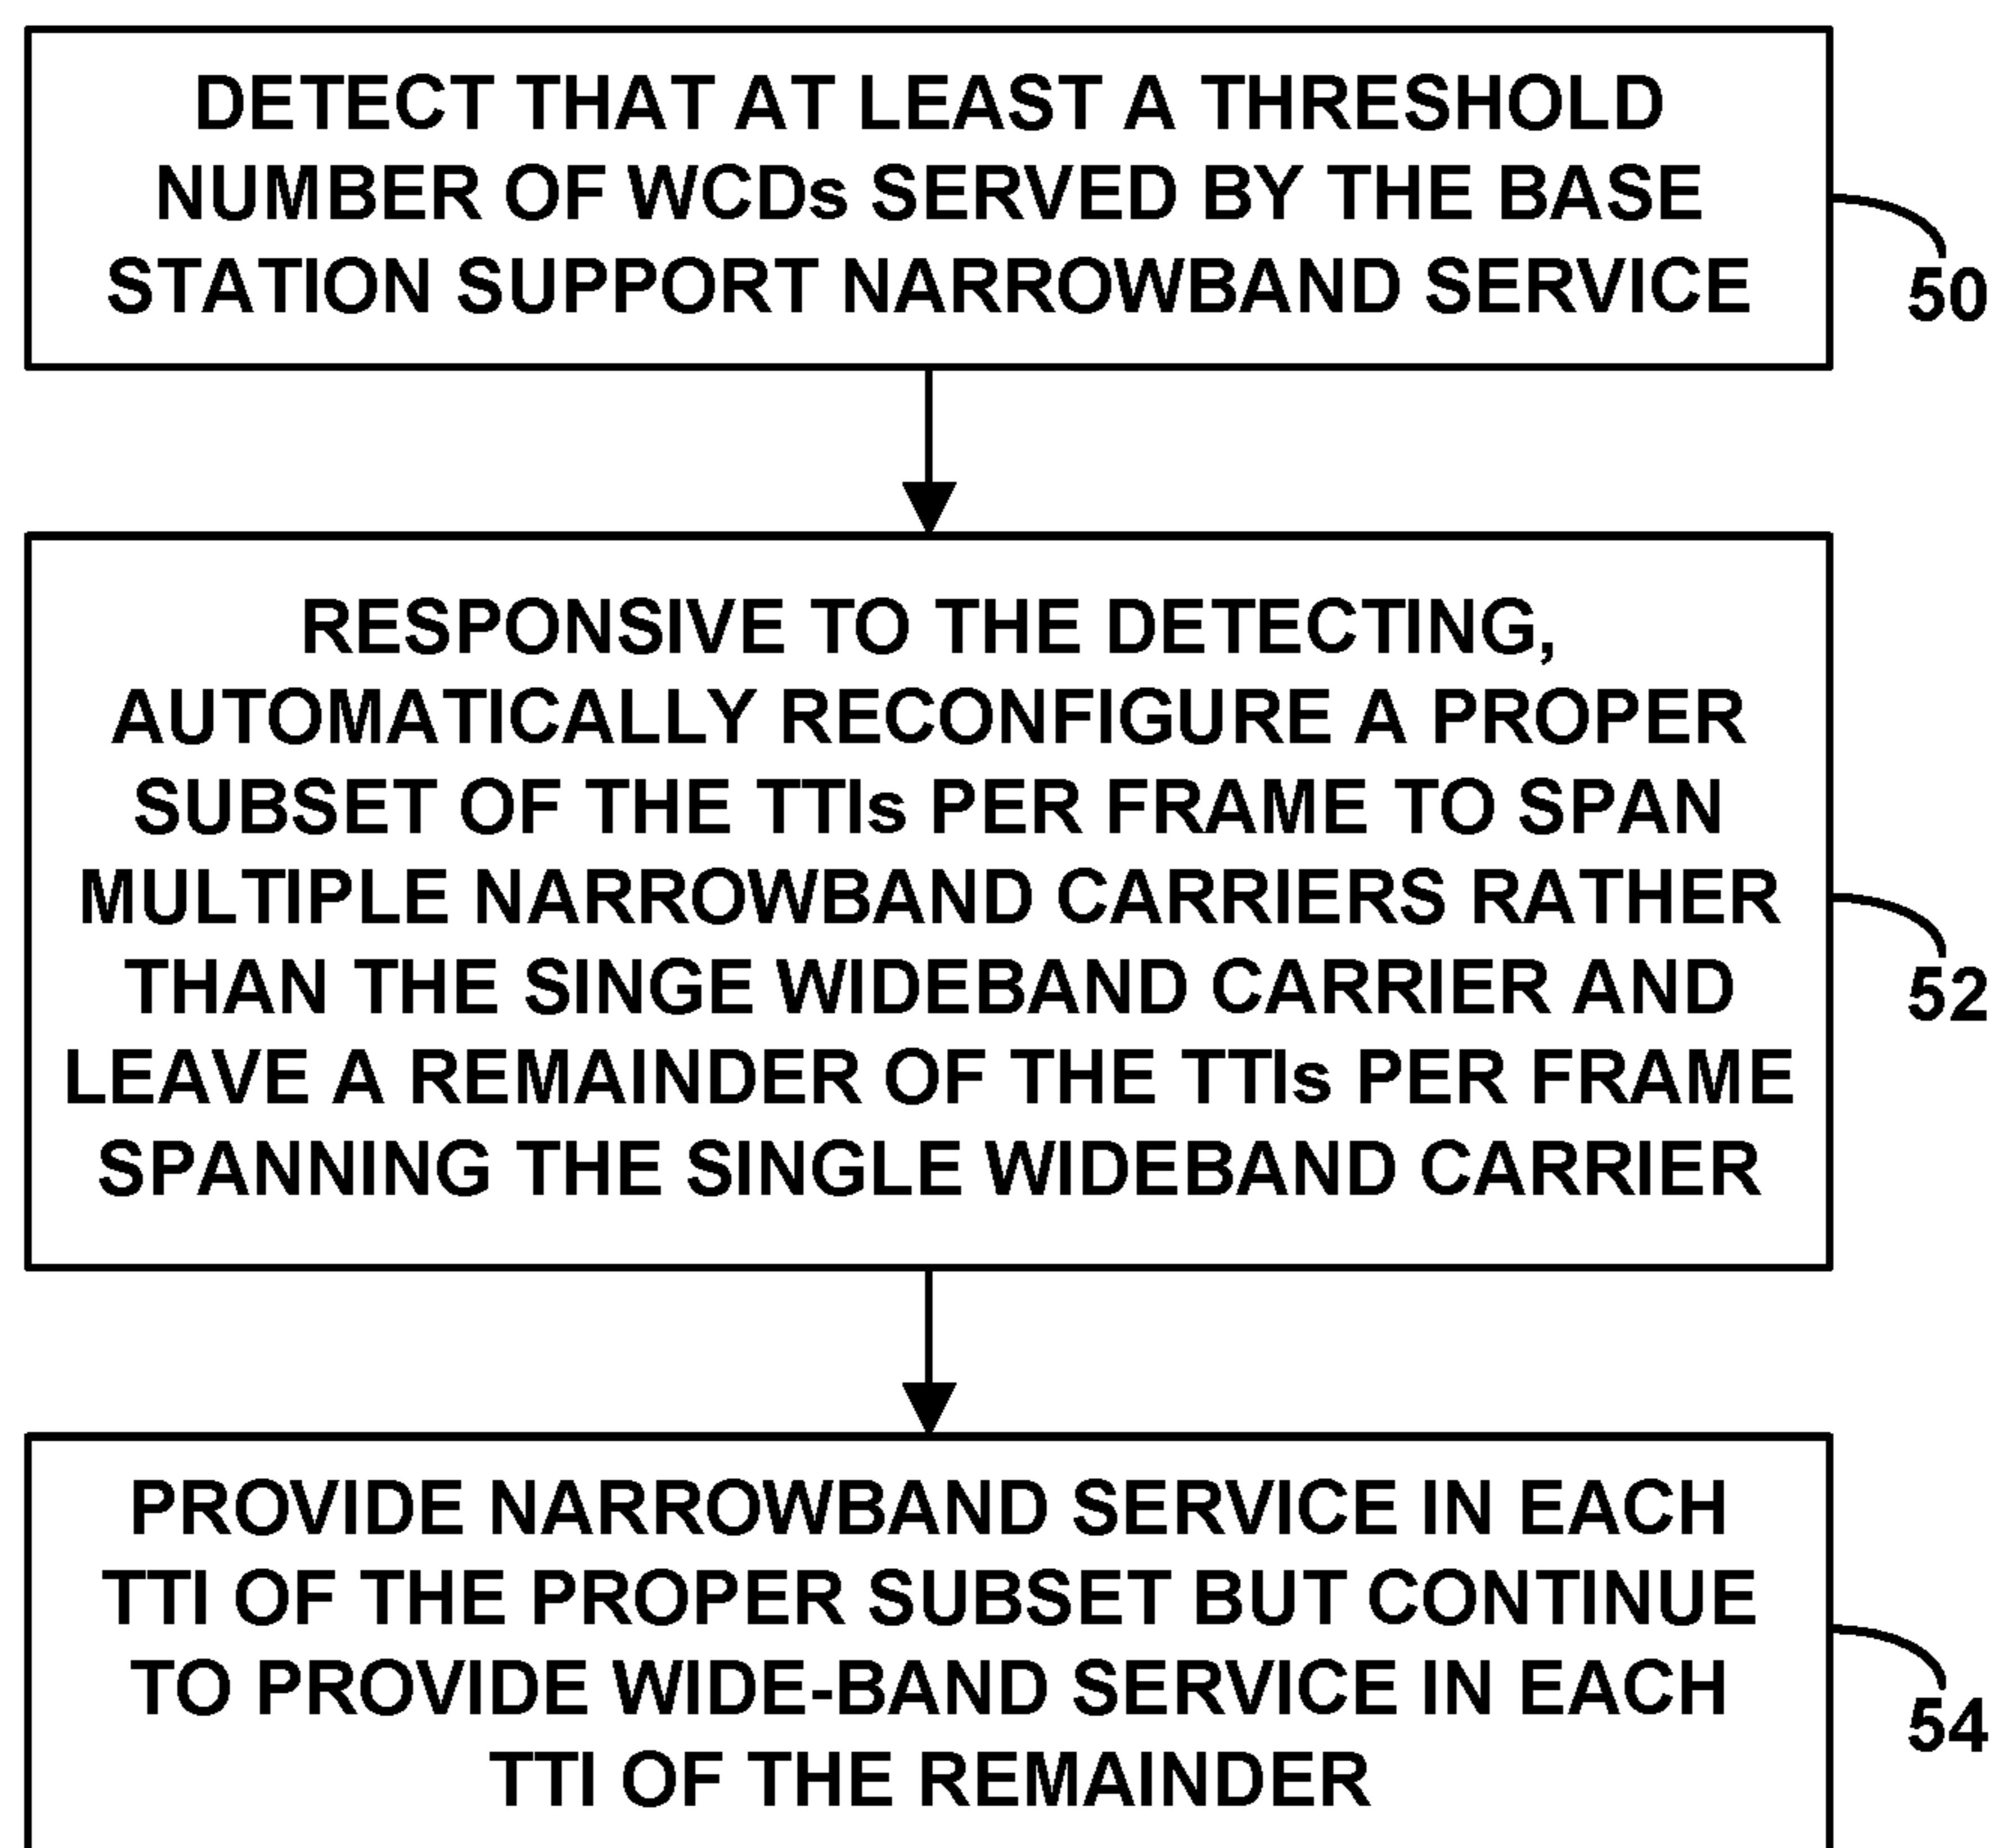 DETECT THAT AT LEAST A THRESHOLD
NUMBER OF WCDs SERVED BY THE BASE
STATION SUPPORT NARROWBAND SERVICE
50
RESPONSIVE TO THE DETECTING,
AUTOMATICALLY RECONFIGURE A PROPER
SUBSET OF THE TTIs PER FRAME TO SPAN
MULTIPLE NARROWBAND CARRIERS RATHER
THAN THE SINGE WIDEBAND CARRIER AND
LEAVE A REMAINDER OF THE TTIs PER FRAME
SPANNING THE SINGLE WIDEBAND CARRIER
52
PROVIDE NARROWBAND SERVICE IN EACH
TTI OF THE PROPER SUBSET BUT CONTINUE
TO PROVIDE WIDE-BAND SERVICE IN EACH
TTI OF THE REMAINDER
54